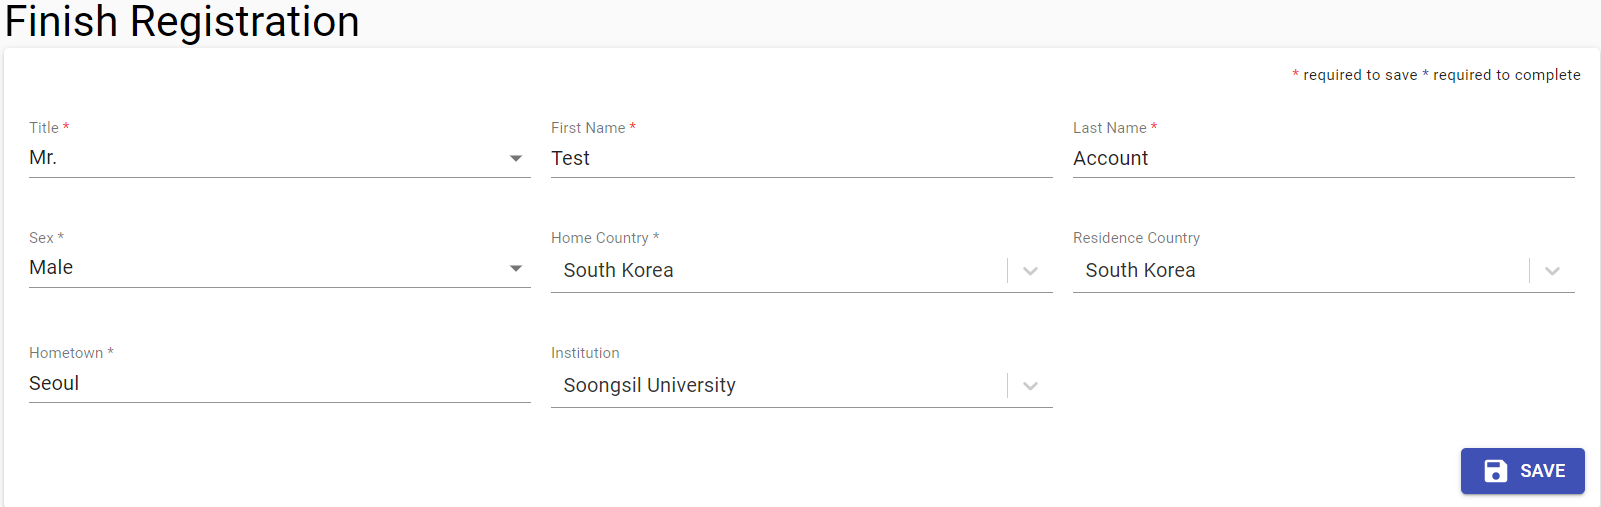 Finish Registration
* required to save * required to complete
Title * First Name * Last Name *
Mr. Test Account
Sex * Home Country * Residence Country
Male South Korea South Korea
Hometown * Institution
Seoul Soongsil University
SAVE